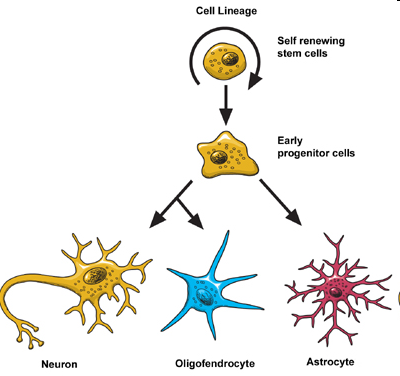 Cell Lineage
Self renewing
stem cells
Early
progenitor cells
Neuron
Oligofendrocyte
Astrocyte